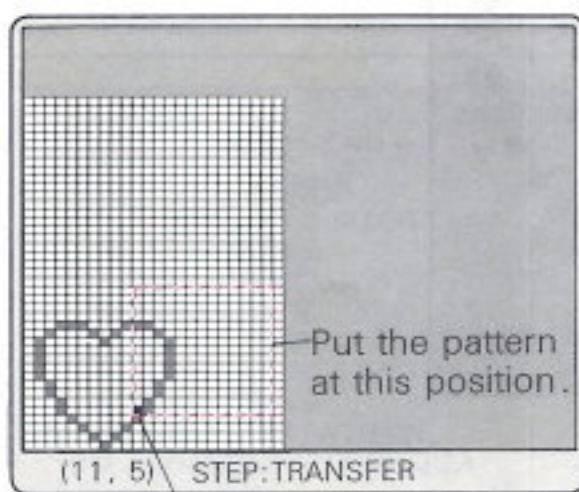 Put the pattern
at this position.
(11, 5) STEP:TRANSFER